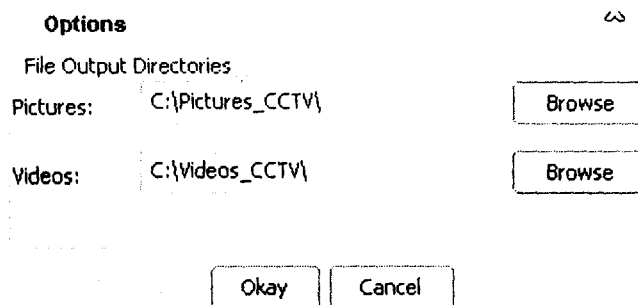 Options
File Output Directories
Pictures: C:\Pictures_CCTV\ Browse
Videos: C:\Videos_CCTV\ Browse
Okay Cancel